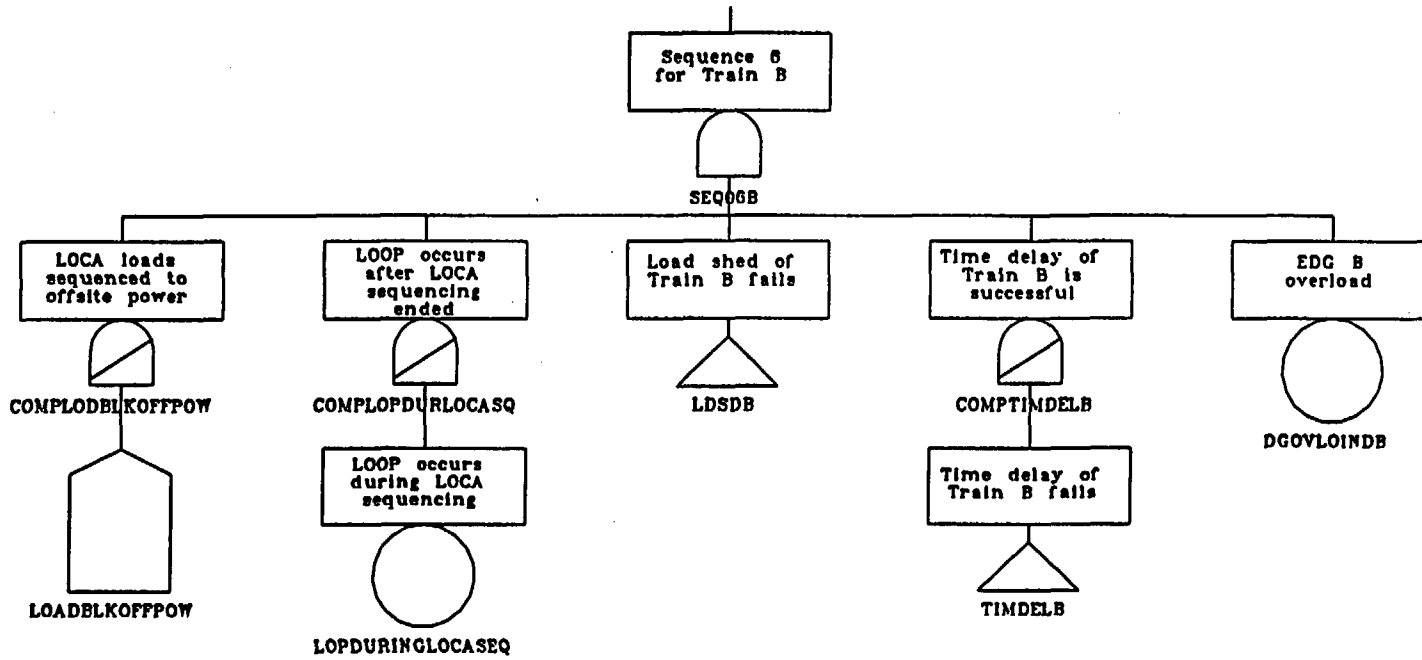 Sequence 6
for Train B
SEQ06B
LOCA loads
sequenced to
offsite power
COMPLODBLKOFFPOW
LOOP occurs
after LOCA
sequencing
ended
COMPLOPDURLOCASQ
Load shed of
Train B fails
LDSDB
Time delay of
Train B is
successful
COMPTIMDELB
EDG B
overload
DGOVLOINDB
LOADBLKOFFPOW
LOOP occurs
during LOCA
sequencing
LOPDURINGLOCASEQ
Time delay of
Train B fails
TIMDELB